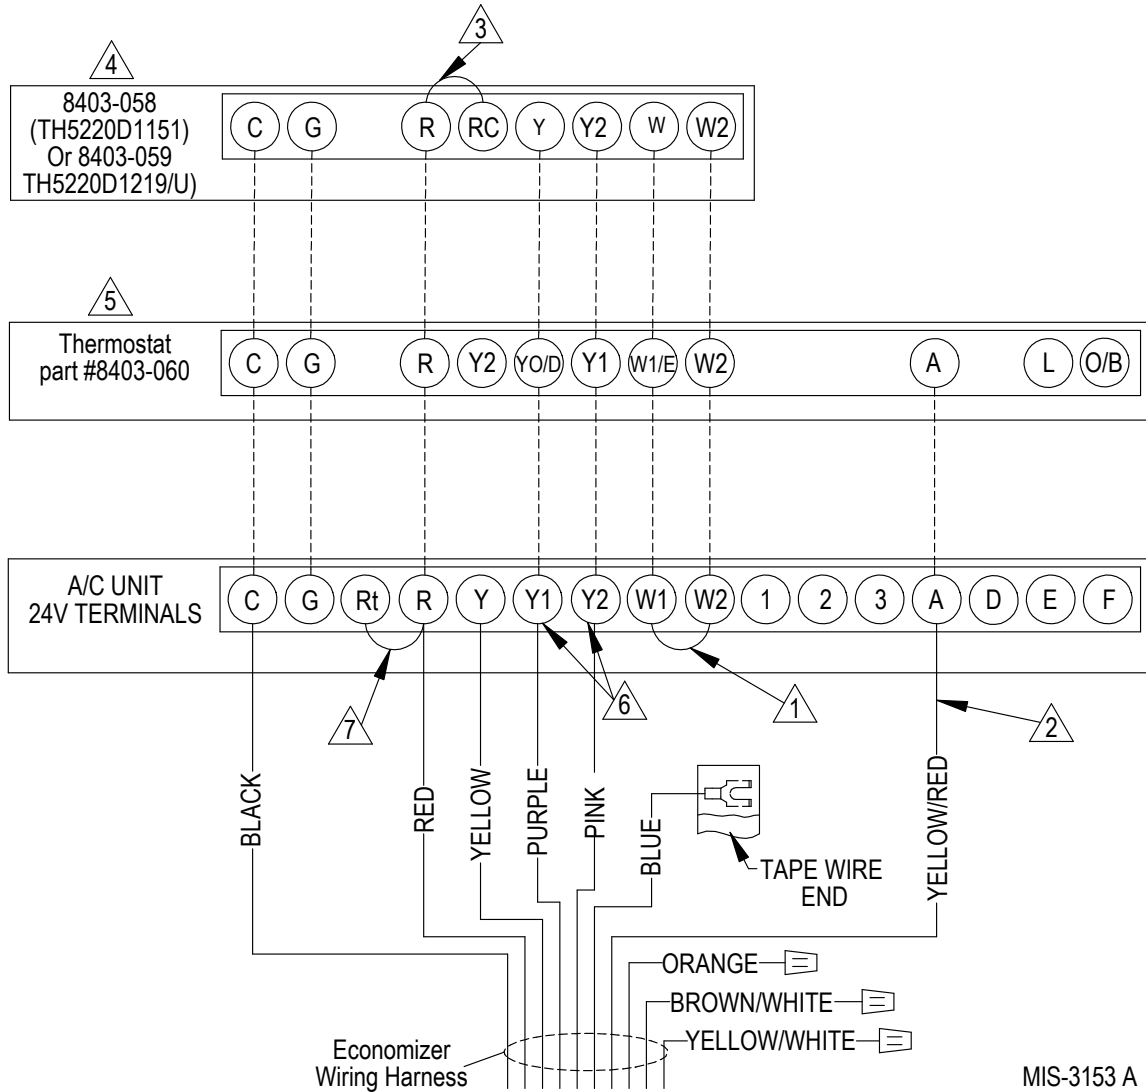 3
4
8403-058
(TH5220D1151)
Or 8403-059
TH5220D1219/U)
C G R RC Y Y2 W W2
5
Thermostat
part #8403-060
C G R Y2 YO/D Y1 W1/E W2 A L O/B
A/C UNIT
24V TERMINALS
C G Rt R Y Y1 Y2 W1 W2 1 2 3 A D E F
7
6
1
2
BLACK
RED
YELLOW
PURPLE
PINK
BLUE
YELLOW/RED
TAPE WIRE
END
ORANGE
BROWN/WHITE
YELLOW/WHITE
Economizer
Wiring Harness
MIS-3153 A